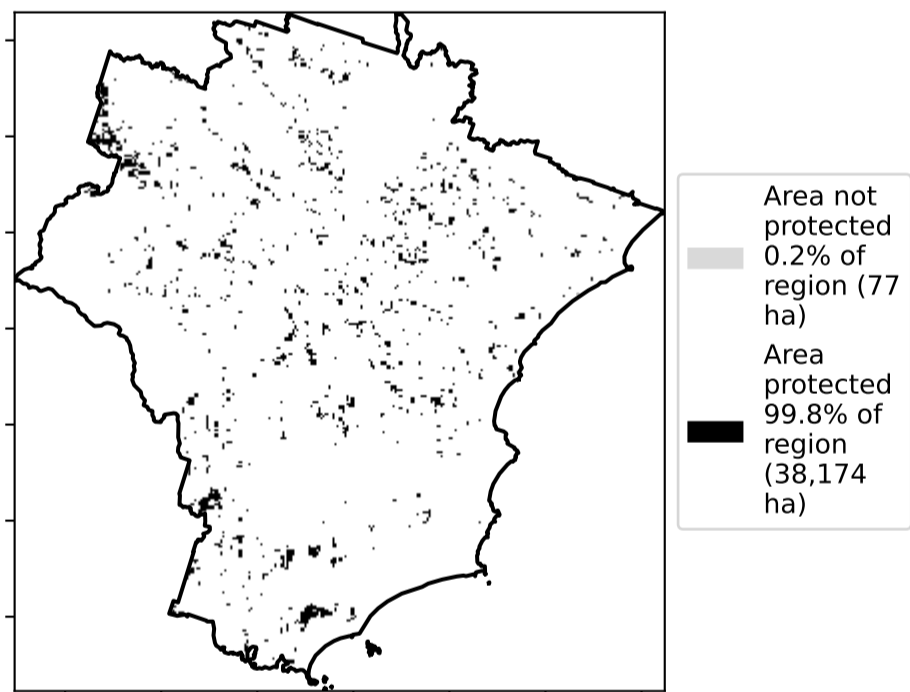 Area not
protected
0.2% of
region (77
ha)
Area
protected
99.8% of
region
(38,174
ha)